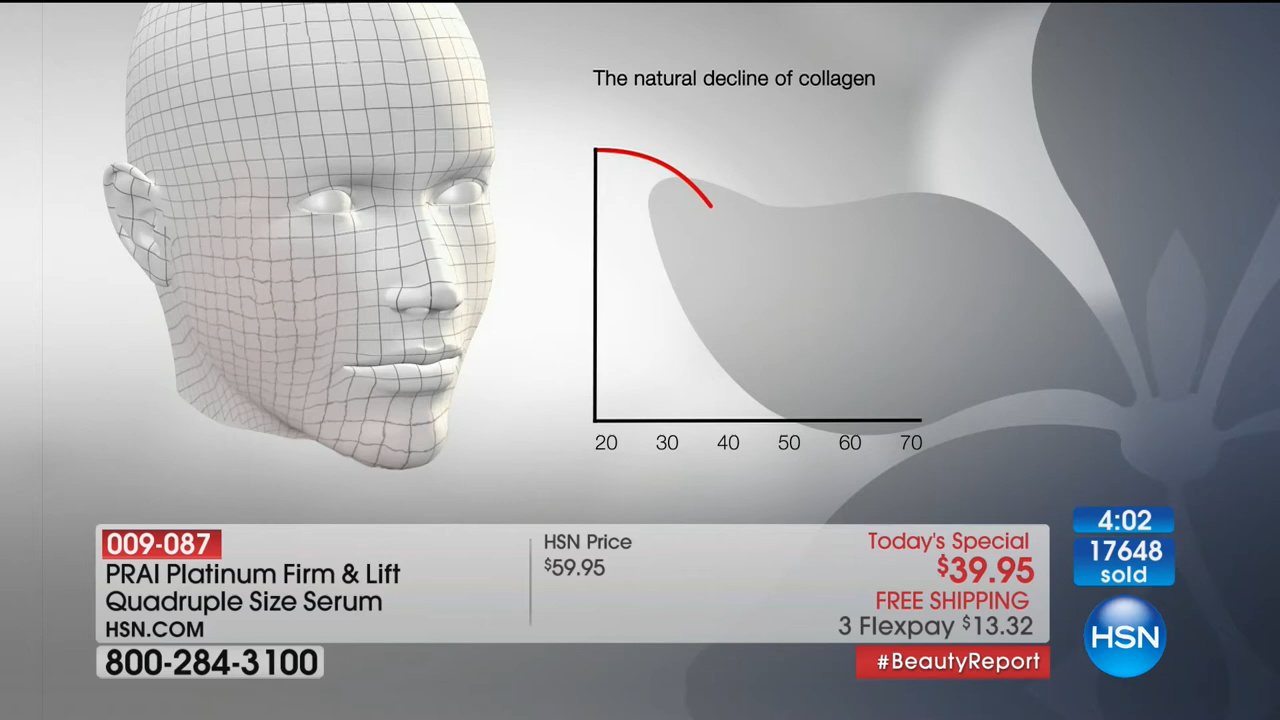 The natural decline of collagen
20 30 40 50 60 70
009-087
PRAI Platinum Firm & Lift
Quadruple Size Serum
HSN.COM
800-284-3100
HSN Price
$59.95
Today's Special
$39.95
FREE SHIPPING
3 Flexpay $13.32
#BeautyReport
4:02
17648
sold
HSN